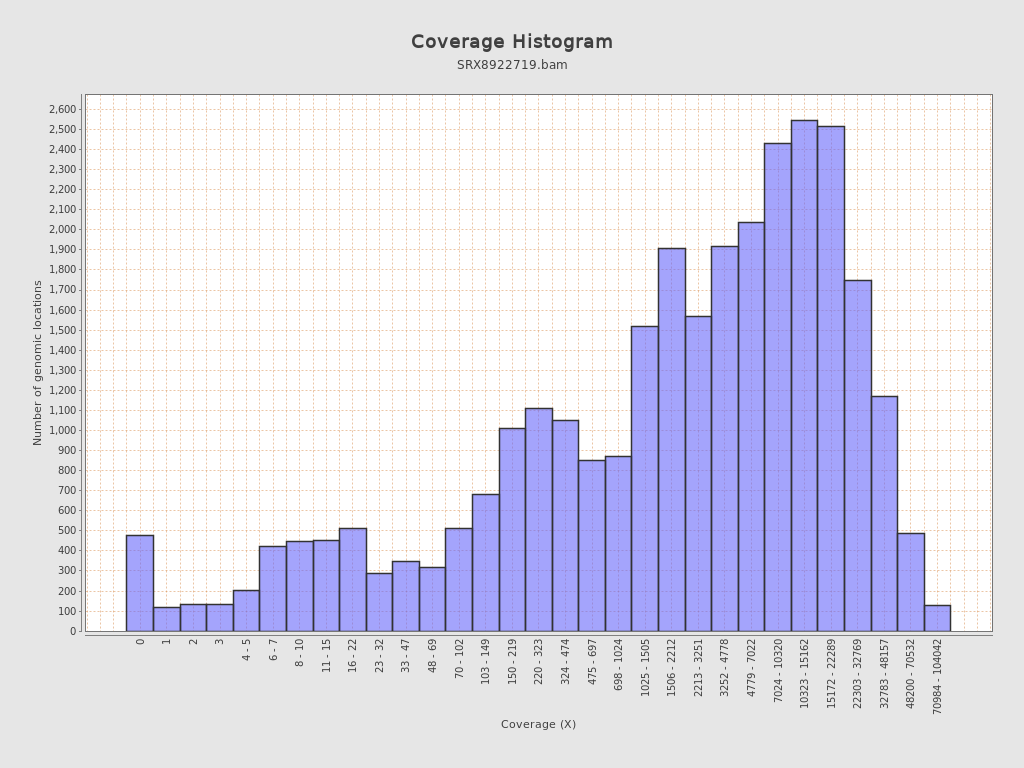 Coverage Histogram
SRX8922719.bam
Number of genomic locations
2,600
2,500
2,400
2,300
2,200
2,100
2,000
1,900
1,800
1,700
1,600
1,500
1,400
1,300
1,200
1,100
1,000
900
800
700
600
500
400
300
200
100
0
0
1
2
3
4 - 5
6 - 7
8 - 10
11 - 15
16 - 22
23 - 32
33 - 47
48 - 69
70 - 102
103 - 149
150 - 219
220 - 323
324 - 474
475 - 697
698 - 1024
1025 - 1505
1506 - 2212
2213 - 3251
3252 - 4778
4779 - 7022
7024 - 10320
10323 - 15162
15172 - 22289
22303 - 32769
32783 - 48157
48200 - 70532
70984 - 104042
Coverage (X)